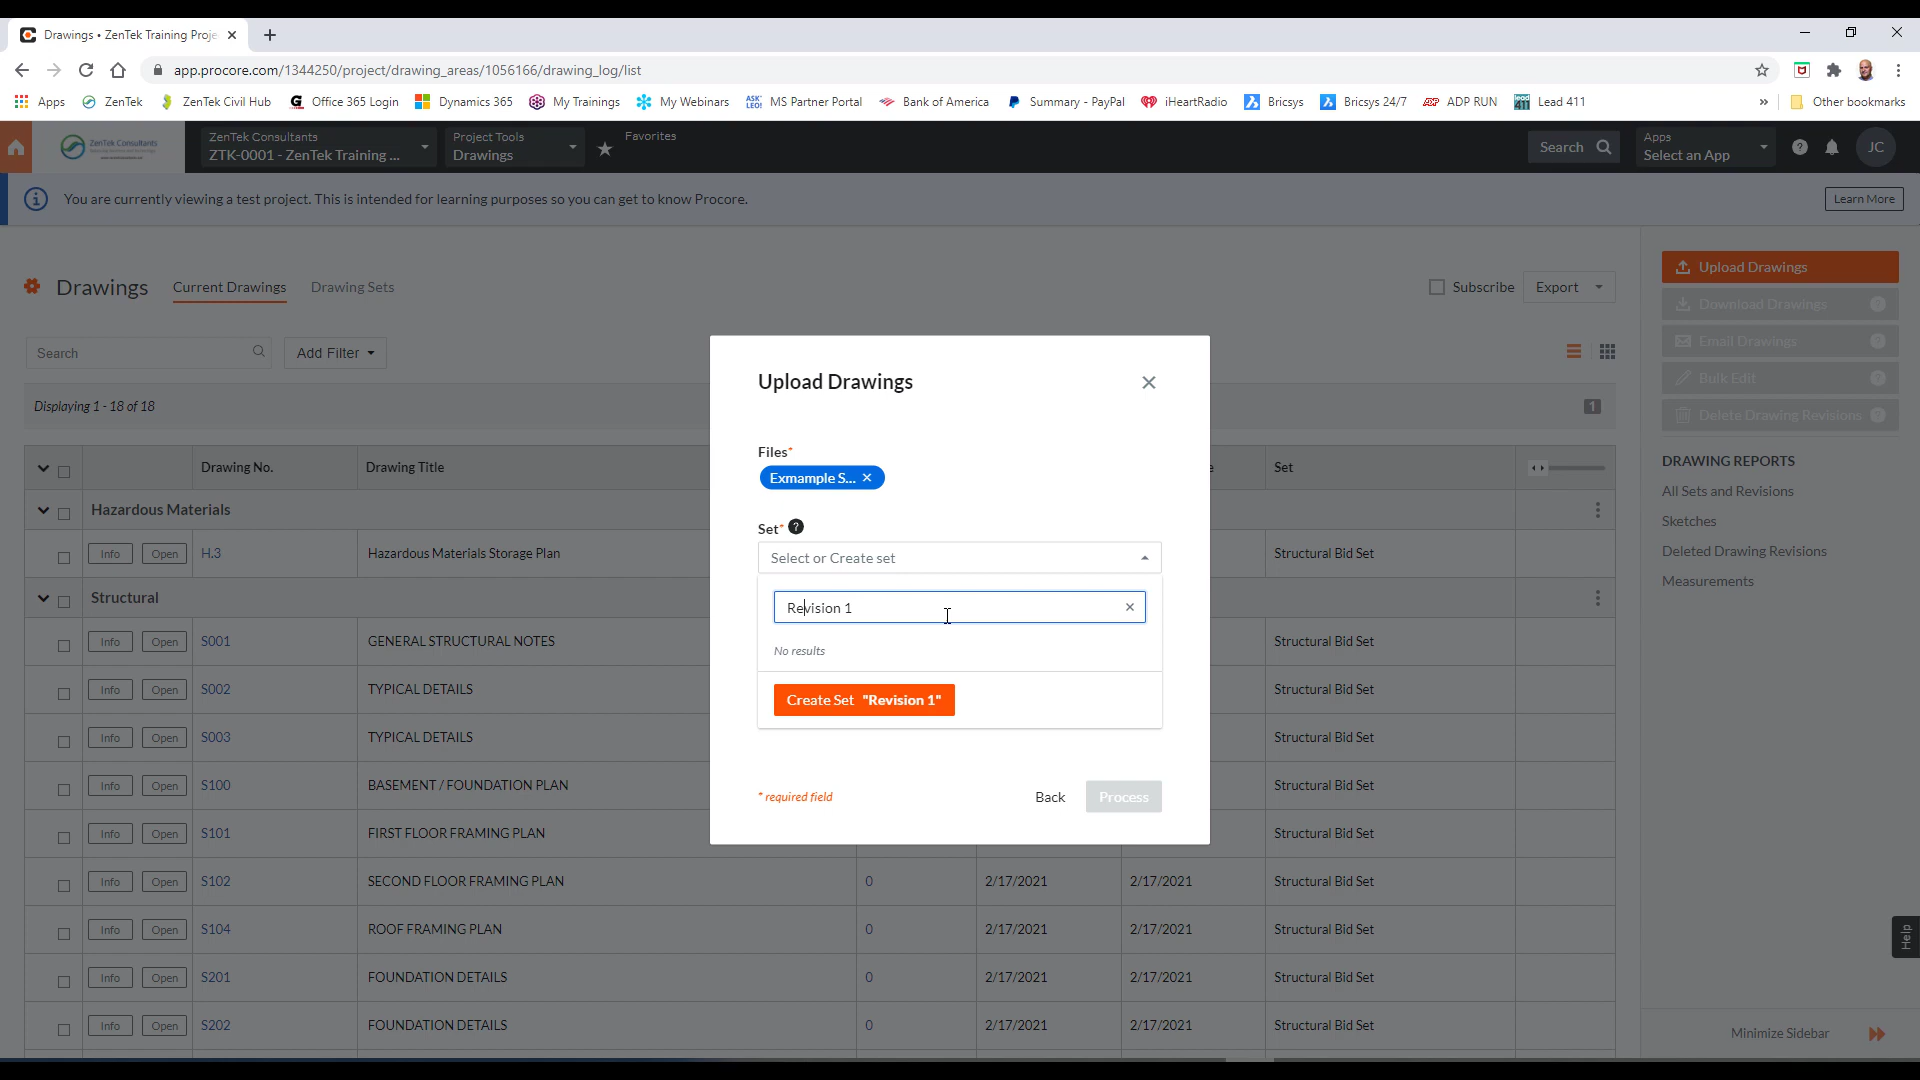 Drawings • ZenTek Training Proje
app.procore.com/1344250/project/drawing_areas/1056166/drawing_log/list
Apps ZenTek ZenTek Civil Hub Office 365 Login Dynamics 365 My Trainings My Webinars ASK LEO! MS Partner Portal Bank of America Summary - PayPal iHeartRadio Bricsys Bricsys 24/7 ADP RUN Lead 411 » Other bookmarks
ZenTek Consultants
ZenTek Consultants
ZTK-0001 - ZenTek Training ...
Project Tools
Drawings
Favorites
Search
Apps
Select an App
JC
You are currently viewing a test project. This is intended for learning purposes so you can get to know Procore.
Learn More
Drawings Current Drawings Drawing Sets
Subscribe Export
Search Add Filter
Displaying 1 - 18 of 18
1
Drawing No. Drawing Title e Set
Hazardous Materials
Info Open H.3 Hazardous Materials Storage Plan Structural Bid Set
Structural
Info Open S001 GENERAL STRUCTURAL NOTES Structural Bid Set
Info Open S002 TYPICAL DETAILS Structural Bid Set
Info Open S003 TYPICAL DETAILS Structural Bid Set
Info Open S100 BASEMENT / FOUNDATION PLAN Structural Bid Set
Info Open S101 FIRST FLOOR FRAMING PLAN Structural Bid Set
Info Open S102 SECOND FLOOR FRAMING PLAN 0 2/17/2021 2/17/2021 Structural Bid Set
Info Open S104 ROOF FRAMING PLAN 0 2/17/2021 2/17/2021 Structural Bid Set
Info Open S201 FOUNDATION DETAILS 0 2/17/2021 2/17/2021 Structural Bid Set
Info Open S202 FOUNDATION DETAILS 0 2/17/2021 2/17/2021 Structural Bid Set
Upload Drawings
Files*
Exmample S...
Set* ?
Select or Create set
Revision 1
No results
Create Set "Revision 1"
* required field
Back Process
Upload Drawings
Download Drawings ?
Email Drawings ?
Bulk Edit ?
Delete Drawing Revisions ?
DRAWING REPORTS
All Sets and Revisions
Sketches
Deleted Drawing Revisions
Measurements
Help
Minimize Sidebar